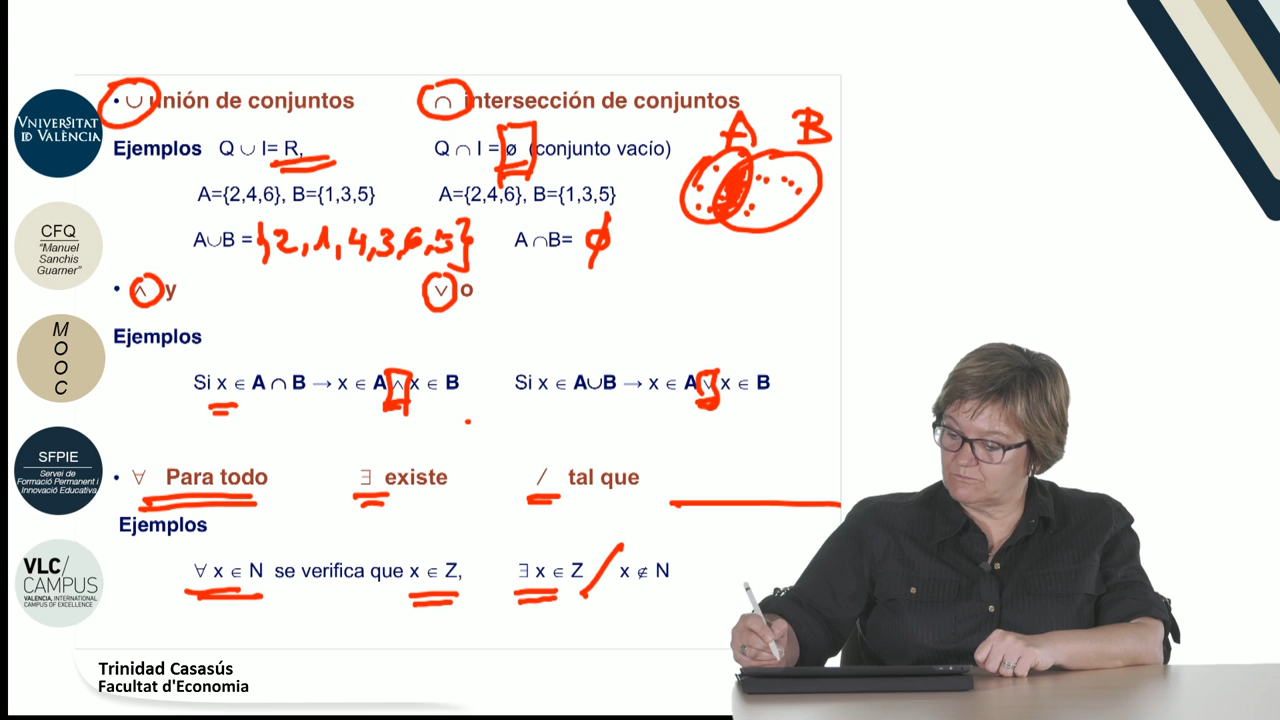 • ∪ unión de conjuntos ∩ intersección de conjuntos
A B
Ejemplos Q ∪ I= R, Q ∩ I = ø (conjunto vacío)
A={2,4,6}, B={1,3,5} A={2,4,6}, B={1,3,5}
A∪B = {2, 1, 4, 3, 6, 5} A ∩B= ∅
• ∧ y ∨ o
Ejemplos
Si x ∈ A ∩ B → x ∈ A ∧ x ∈ B Si x ∈ A∪B → x ∈ A ∨ x ∈ B
• ∀ Para todo ∃ existe / tal que
Ejemplos
∀ x ∈ N se verifica que x ∈ Z, ∃ x ∈ Z / x ∉ N
VNIVERSITAT
ID VALÈNCIA
CFQ
"Manuel
Sanchis
Guarner"
M
O
O
C
SFPIE
Servei de
Formació Permanent i
Innovació Educativa
VLC/
CAMPUS
VALENCIA, INTERNATIONAL
CAMPUS OF EXCELLENCE
Trinidad Casasús
Facultat d'Economia